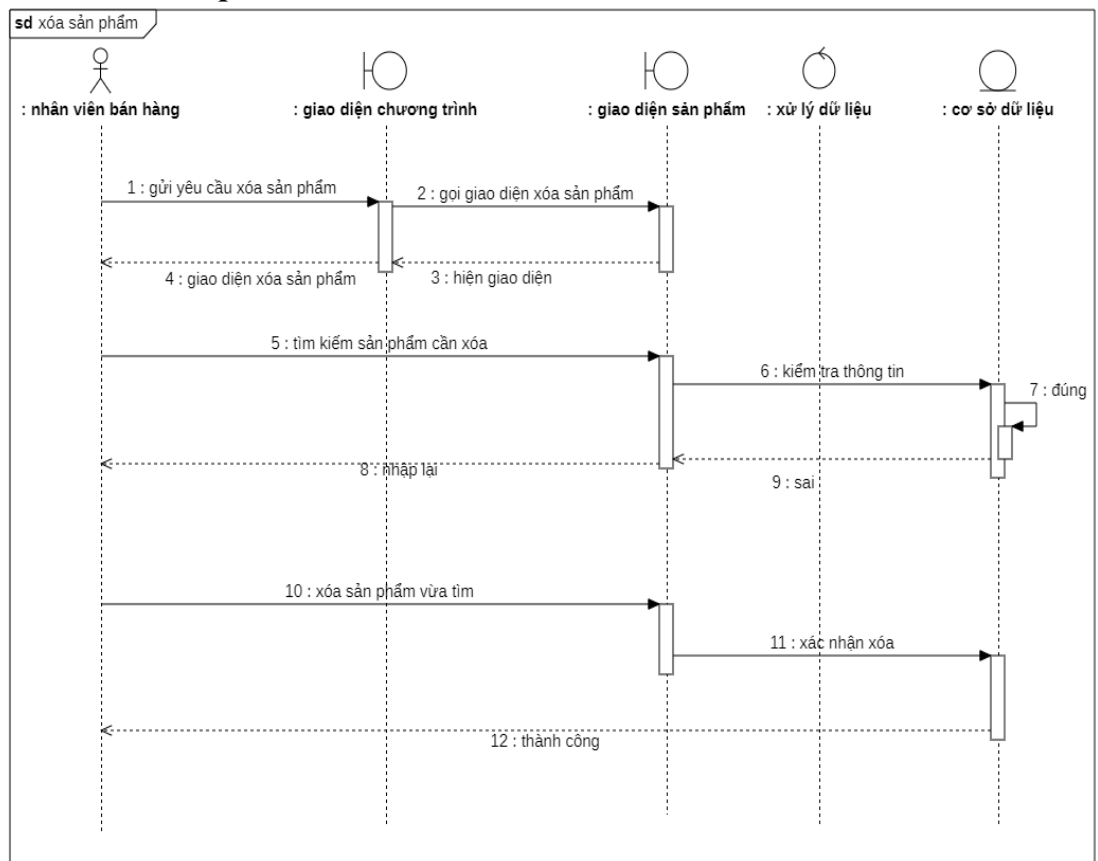 sd xóa sản phẩm
: nhân viên bán hàng
: giao diện chương trình
: giao diện sản phẩm
: xử lý dữ liệu
: cơ sở dữ liệu
1 : gửi yêu cầu xóa sản phẩm
2 : gọi giao diện xóa sản phẩm
4 : giao diện xóa sản phẩm
3 : hiện giao diện
5 : tìm kiếm sản phẩm cần xóa
6 : kiểm tra thông tin
7 : đúng
8 : nhập lại
9 : sai
10 : xóa sản phẩm vừa tìm
11 : xác nhận xóa
12 : thành công